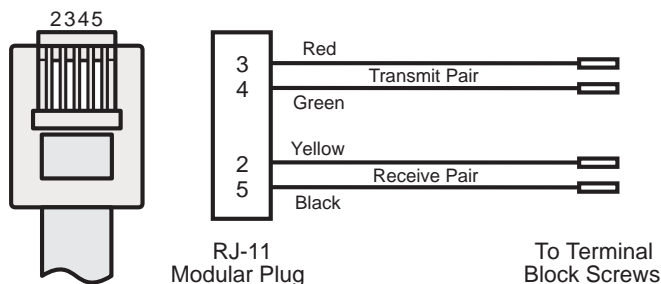 2345
3
Red
Transmit Pair
4
Green
Yellow
2
Receive Pair
5
Black
RJ-11
Modular Plug
To Terminal
Block Screws